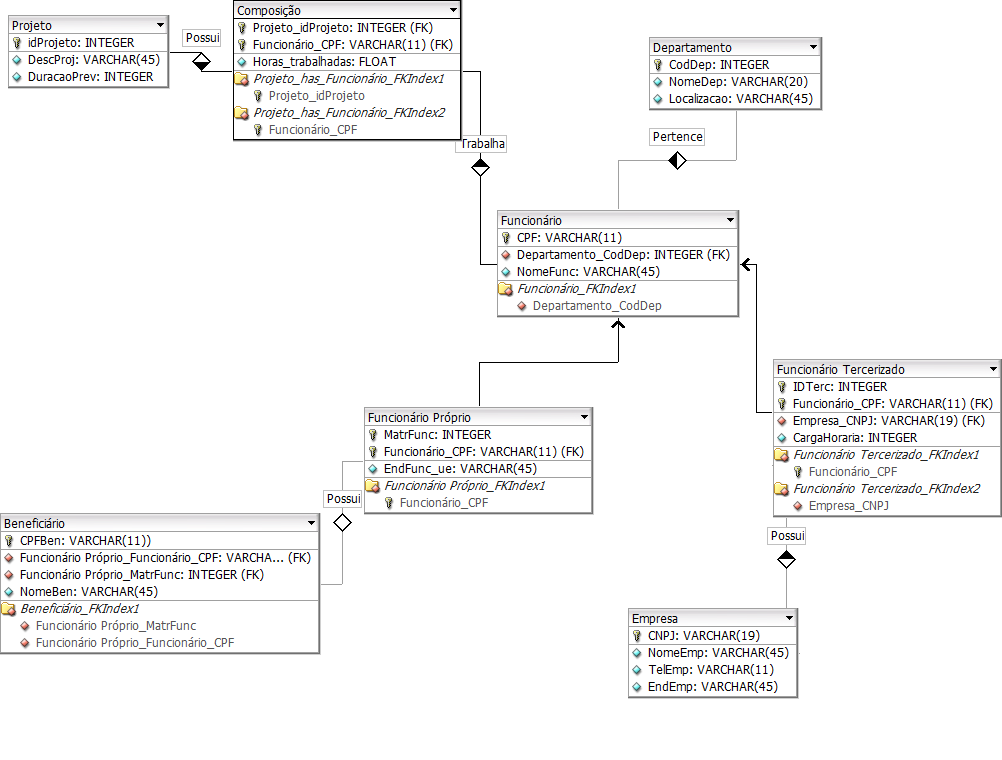 Projeto
idProjeto: INTEGER
DescProj: VARCHAR(45)
DuracaoPrev: INTEGER
Possui
Composição
Projeto_idProjeto: INTEGER (FK)
Funcionário_CPF: VARCHAR(11) (FK)
Horas_trabalhadas: FLOAT
Projeto_has_Funcionário_FKIndex1
Projeto_idProjeto
Projeto_has_Funcionário_FKIndex2
Funcionário_CPF
Trabalha
Departamento
CodDep: INTEGER
NomeDep: VARCHAR(20)
Localizacao: VARCHAR(45)
Pertence
Funcionário
CPF: VARCHAR(11)
Departamento_CodDep: INTEGER (FK)
NomeFunc: VARCHAR(45)
Funcionário_FKIndex1
Departamento_CodDep
Funcionário Tercerizado
IDTerc: INTEGER
Funcionário_CPF: VARCHAR(11) (FK)
Empresa_CNPJ: VARCHAR(19) (FK)
CargaHoraria: INTEGER
Funcionário Tercerizado_FKIndex1
Funcionário_CPF
Funcionário Tercerizado_FKIndex2
Empresa_CNPJ
Funcionário Próprio
MatrFunc: INTEGER
Funcionário_CPF: VARCHAR(11) (FK)
EndFunc_ue: VARCHAR(45)
Funcionário Próprio_FKIndex1
Funcionário_CPF
Possui
Beneficiário
CPFBen: VARCHAR(11))
Funcionário Próprio_Funcionário_CPF: VARCHA... (FK)
Funcionário Próprio_MatrFunc: INTEGER (FK)
NomeBen: VARCHAR(45)
Beneficiário_FKIndex1
Funcionário Próprio_MatrFunc
Funcionário Próprio_Funcionário_CPF
Possui
Empresa
CNPJ: VARCHAR(19)
NomeEmp: VARCHAR(45)
TelEmp: VARCHAR(11)
EndEmp: VARCHAR(45)